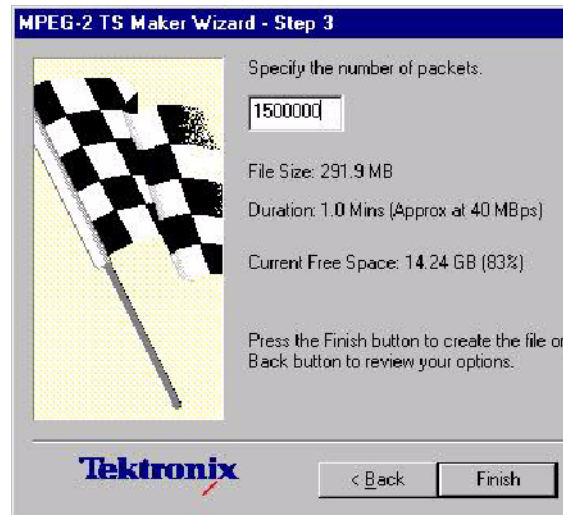 MPEG-2 TS Maker Wizard - Step 3
Specify the number of packets.
1500000
File Size: 291.9 MB
Duration: 1.0 Mins (Approx at 40 MBps)
Current Free Space: 14.24 GB (83%)
Press the Finish button to create the file or
Back button to review your options.
Tektronix
< Back
Finish